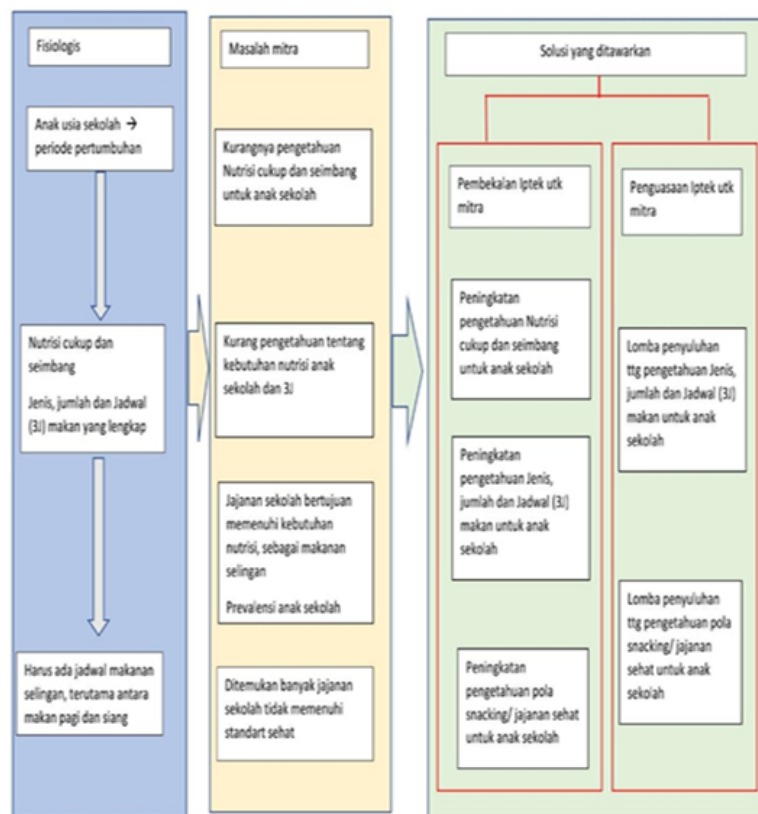 Fisiologis
Anak usia sekolah →
periode pertumbuhan
Nutrisi cukup dan
seimbang
Jenis, jumlah dan Jadwal
(3J) makan yang lengkap
Harus ada jadwal makanan
selingan, terutama antara
makan pagi dan siang
Masalah mitra
Kurangnya pengetahuan
Nutrisi cukup dan seimbang
untuk anak sekolah
Kurang pengetahuan tentang
kebutuhan nutrisi anak
sekolah dan 3J
Jajanan sekolah bertujuan
memenuhi kebutuhan
nutrisi, sebagai makanan
selingan
Prevalensi anak sekolah
Ditemukan banyak jajanan
sekolah tidak memenuhi
standart sehat
Solusi yang ditawarkan
Pembekalan Iptek utk
mitra
Peningkatan
pengetahuan Nutrisi
cukup dan seimbang
untuk anak sekolah
Peningkatan
pengetahuan Jenis,
jumlah dan Jadwal (3J)
makan untuk anak
sekolah
Peningkatan
pengetahuan pola
snacking/ jajanan sehat
untuk anak sekolah
Penguasaan Iptek utk
mitra
Lomba penyuluhan
ttg pengetahuan Jenis,
jumlah dan Jadwal (3J)
makan untuk anak
sekolah
Lomba penyuluhan
ttg pengetahuan pola
snacking/ jajanan
sehat untuk anak
sekolah